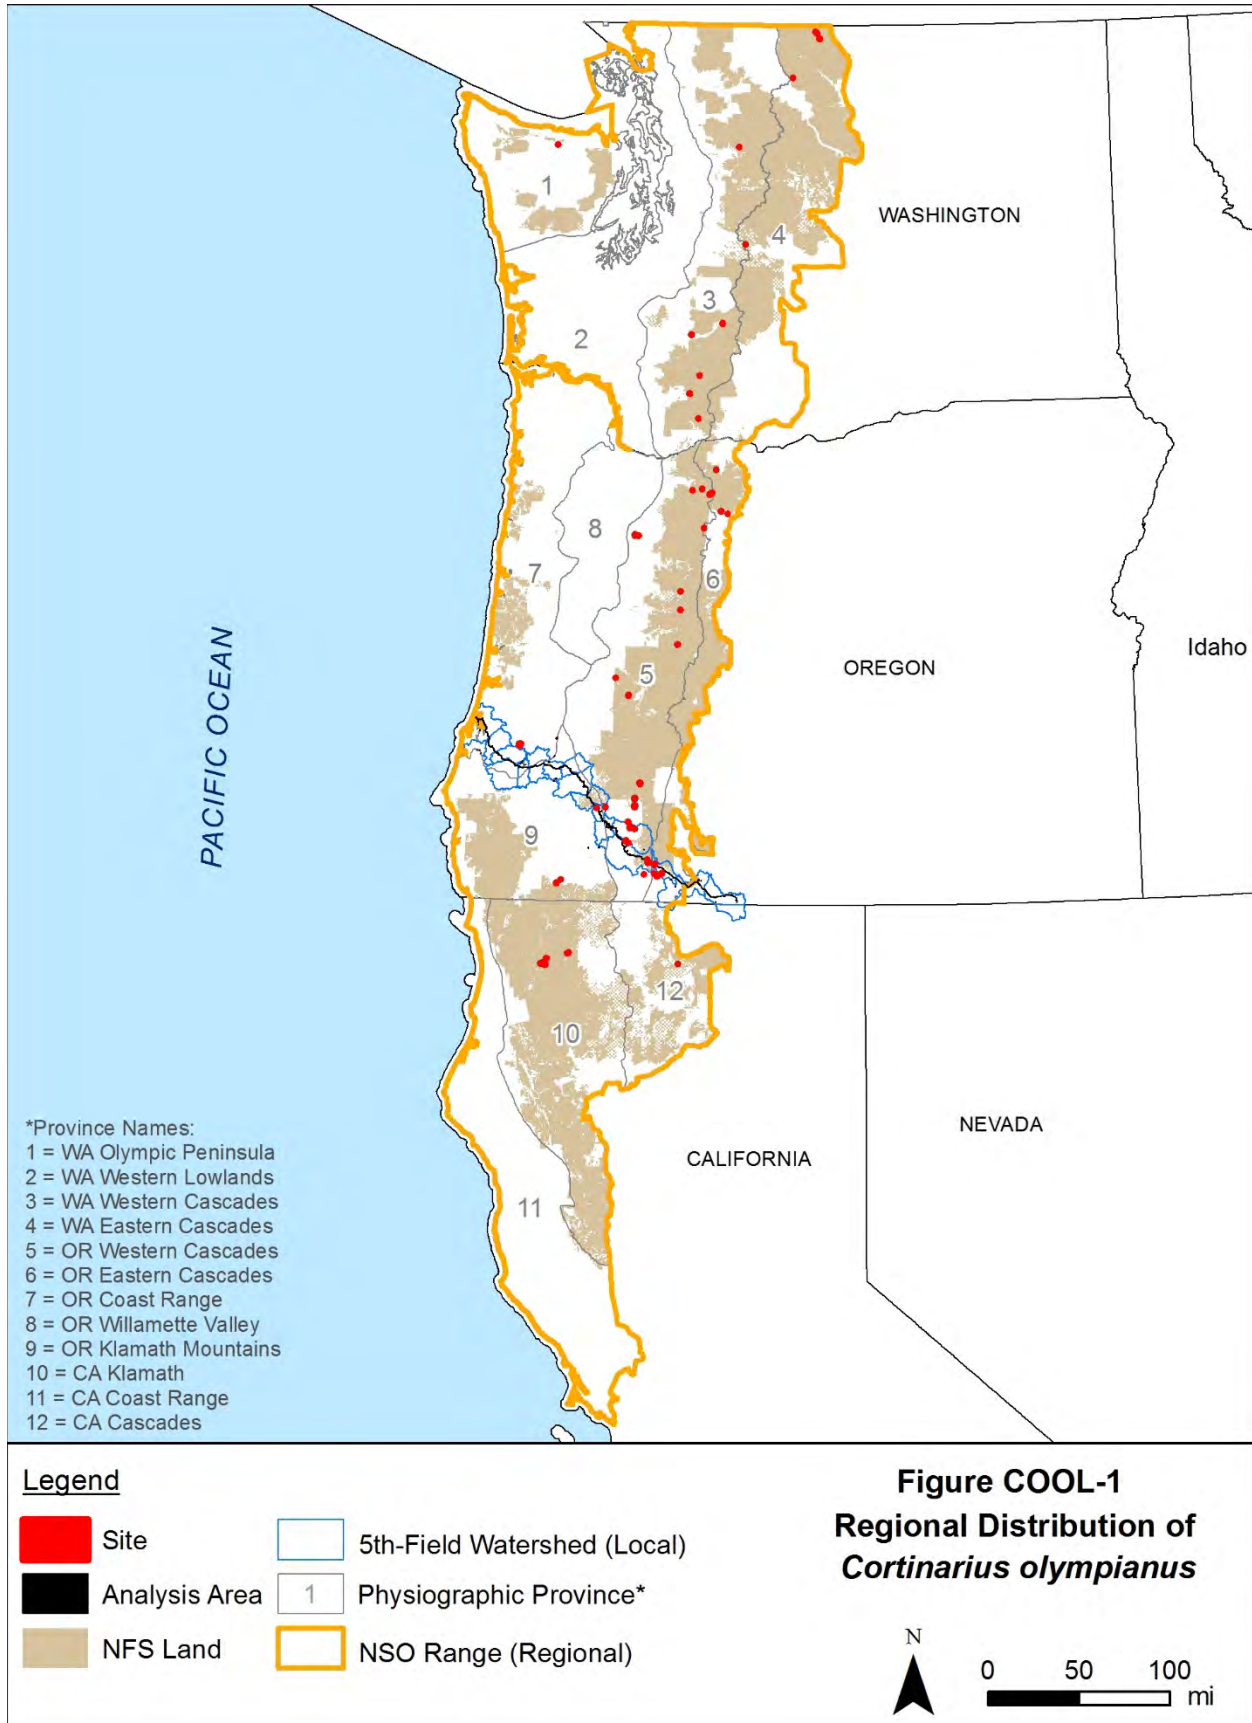 WASHINGTON
1
4
3
2
8
7
6
Idaho
OREGON
5
PACIFIC OCEAN
9
12
10
NEVADA
CALIFORNIA
11
*Province Names:
1 = WA Olympic Peninsula
2 = WA Western Lowlands
3 = WA Western Cascades
4 = WA Eastern Cascades
5 = OR Western Cascades
6 = OR Eastern Cascades
7 = OR Coast Range
8 = OR Willamette Valley
9 = OR Klamath Mountains
10 = CA Klamath
11 = CA Coast Range
12 = CA Cascades
Legend
Site
Analysis Area
NFS Land
5th-Field Watershed (Local)
1 Physiographic Province*
NSO Range (Regional)
Figure COOL-1
Regional Distribution of
Cortinarius olympianus
N
0 50 100
mi